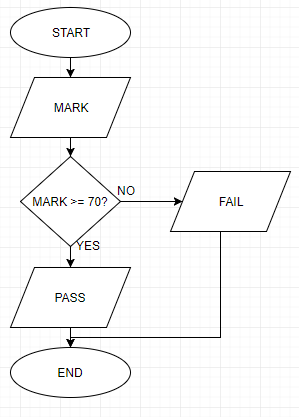 START
MARK
MARK >= 70?
NO
FAIL
YES
PASS
END